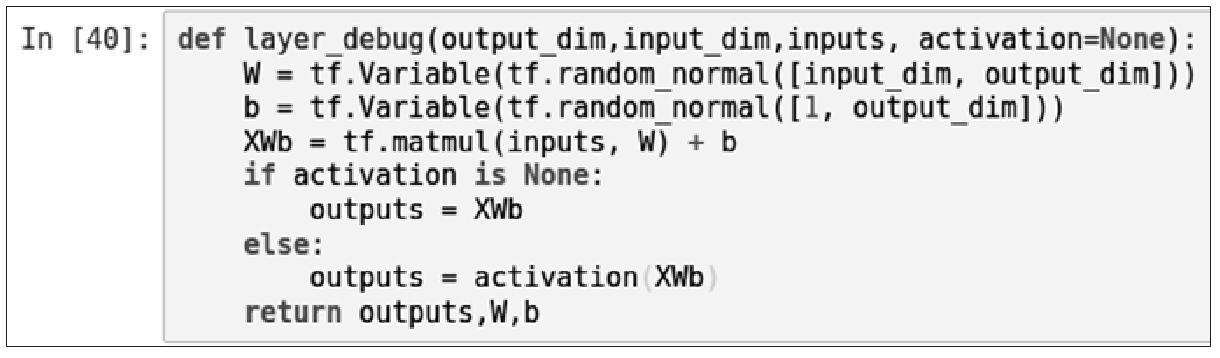 In [40]: def layer_debug(output_dim,input_dim,inputs, activation=None):
    W = tf.Variable(tf.random_normal([input_dim, output_dim]))
    b = tf.Variable(tf.random_normal([1, output_dim]))
    XWb = tf.matmul(inputs, W) + b
    if activation is None:
        outputs = XWb
    else:
        outputs = activation(XWb)
    return outputs,W,b